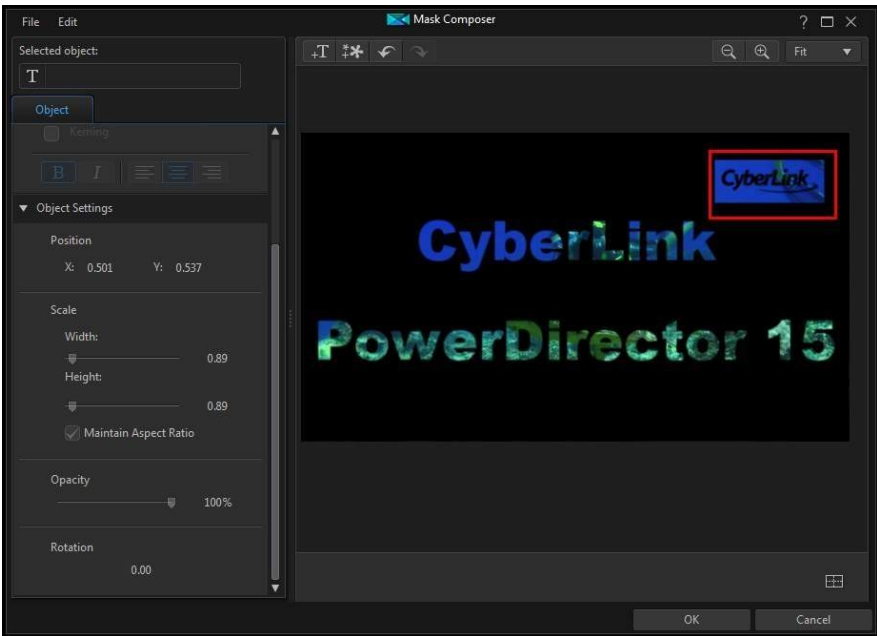 File Edit Mask Composer ?
Selected object:
T
+T Fit
Object
Kerning
B I
Object Settings
Position
X: 0.501 Y: 0.537
Scale
Width:
0.89
Height:
0.89
Maintain Aspect Ratio
Opacity
100%
Rotation
0.00
CyberLink
CyberLink
PowerDirector 15
OK Cancel